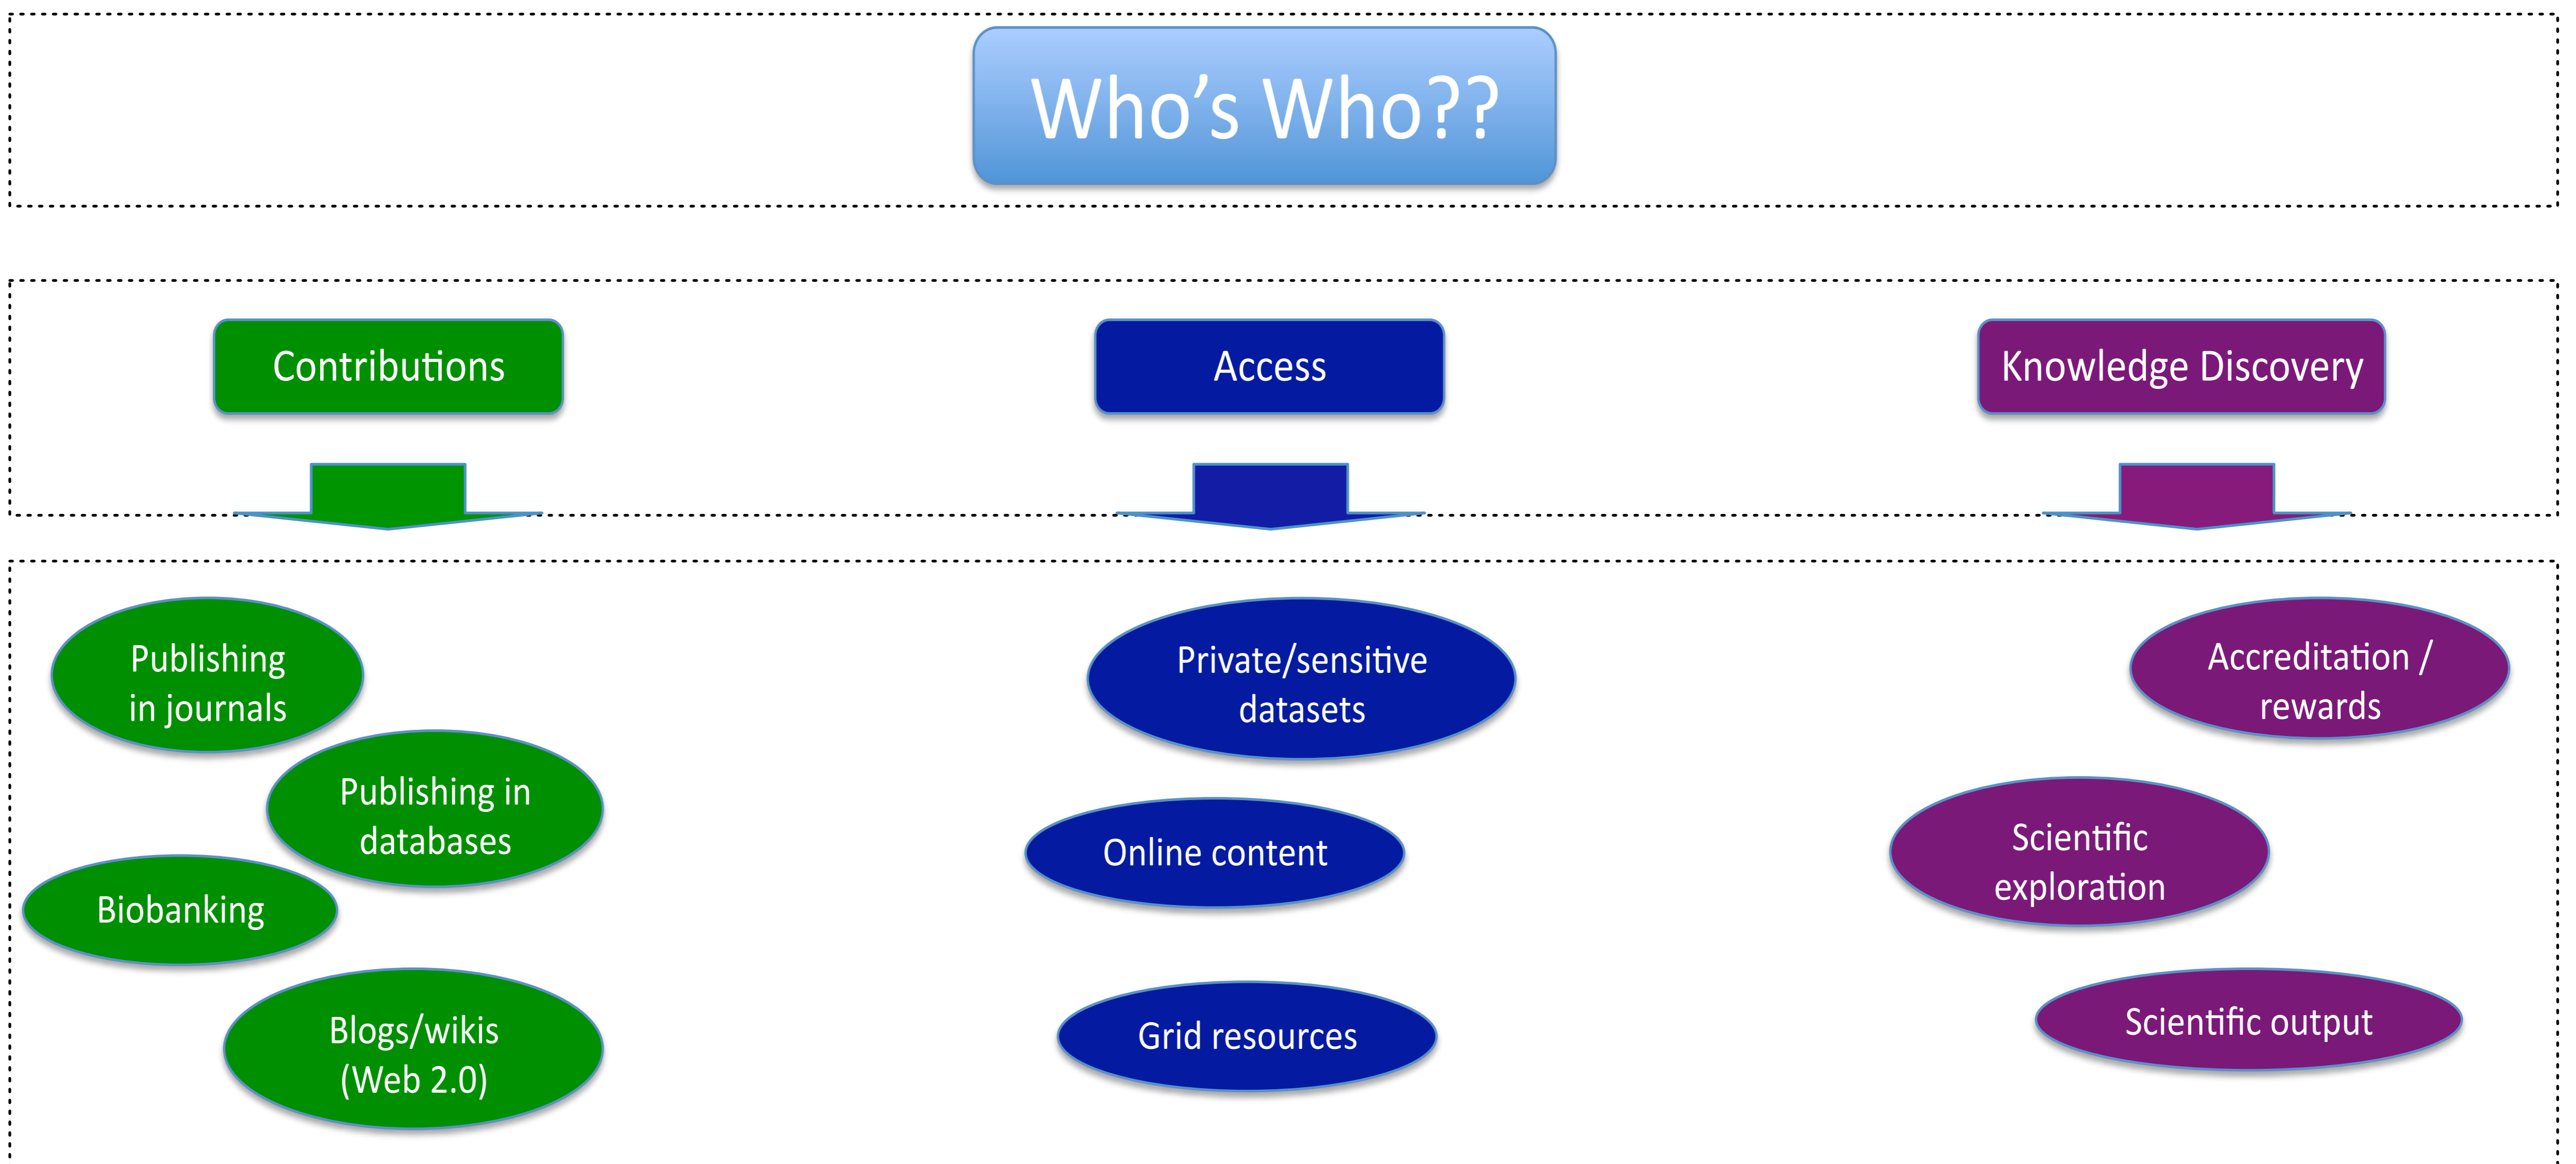 Who’s Who??
Contributions
Access
Knowledge Discovery
Publishing
in journals
Publishing in
databases
Biobanking
Blogs/wikis
(Web 2.0)
Private/sensitive
datasets
Online content
Grid resources
Accreditation /
rewards
Scientific
exploration
Scientific output